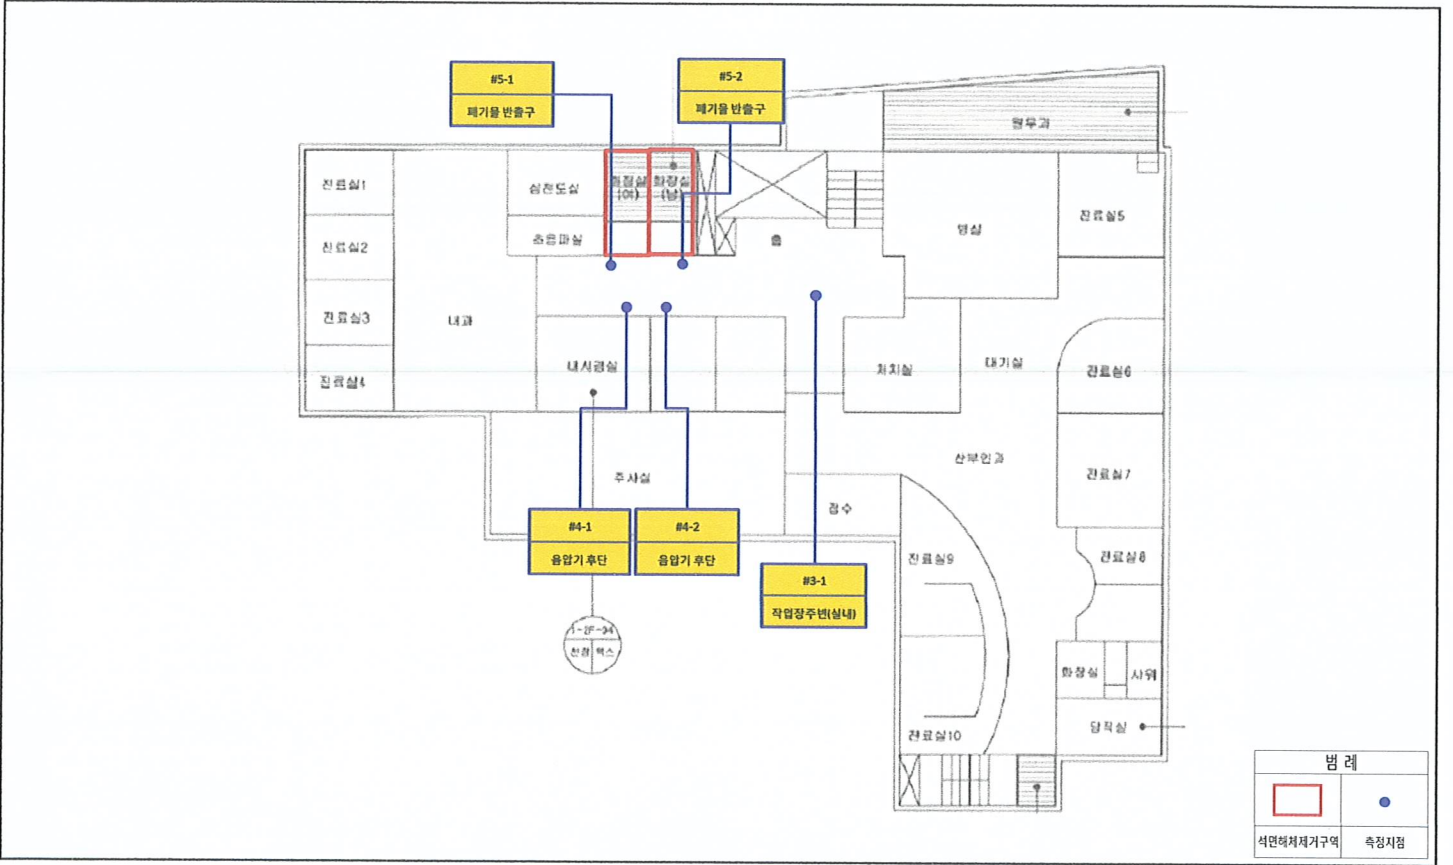 #5-1
폐기물 반출구
#5-2
폐기물 반출구
원무과
진료실1
심전도실
화장실
(여)
화장실
(남)
진료실5
초음파실
홀
병실
진료실2
진료실3
내과
내시경실
처치실
대기실
진료실6
진료실4
산부인과
진료실7
주사실
접수
#4-1
음압기 후단
#4-2
음압기 후단
#3-1
작업장주변(실내)
진료실9
진료실8
천장
텍스
화장실
샤워
당직실
진료실10
범 례
석면해체제거구역
측정지점